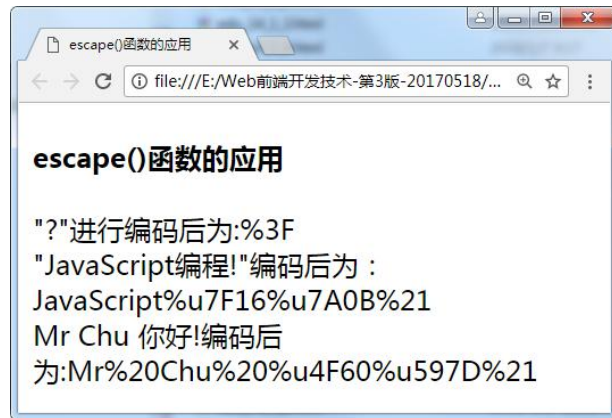 escape()函数的应用
file:///E:/Web前端开发技术-第3版-20170518/...
escape()函数的应用
"?"进行编码后为:%3F
"JavaScript编程!"编码后为：
JavaScript%u7F16%u7A0B%21
Mr Chu 你好!编码后
为:Mr%20Chu%20%u4F60%u597D%21